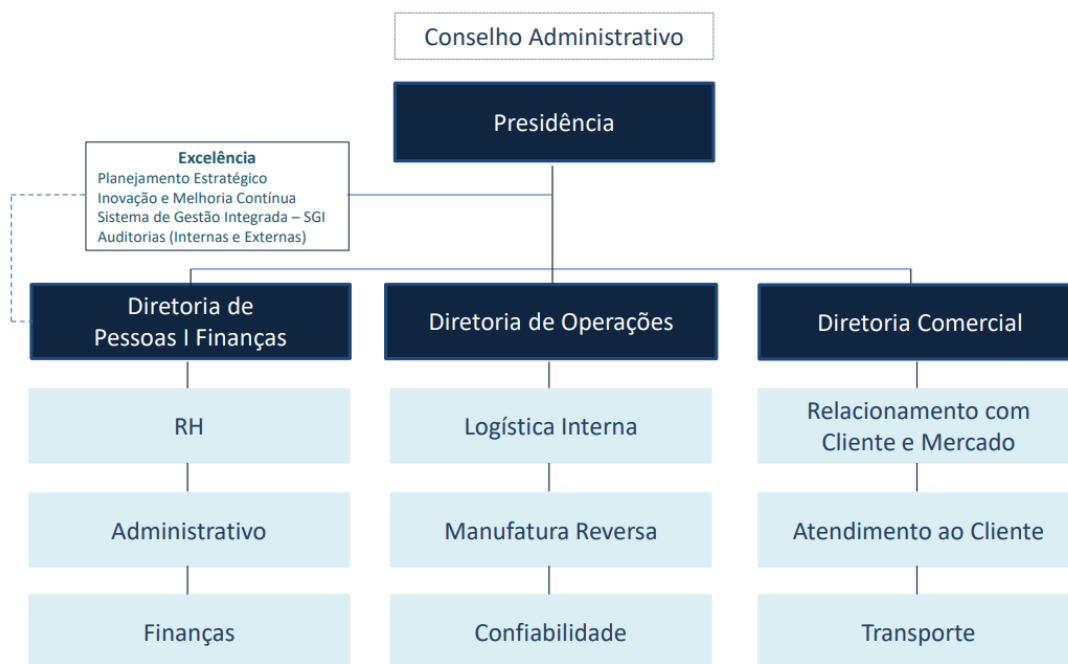 Conselho Administrativo
Presidência
Excelência
Planejamento Estratégico
Inovação e Melhoria Contínua
Sistema de Gestão Integrada – SGI
Auditorias (Internas e Externas)
Diretoria de
Pessoas I Finanças
Diretoria de Operações
Diretoria Comercial
RH
Logística Interna
Relacionamento com
Cliente e Mercado
Administrativo
Manufatura Reversa
Atendimento ao Cliente
Finanças
Confiabilidade
Transporte